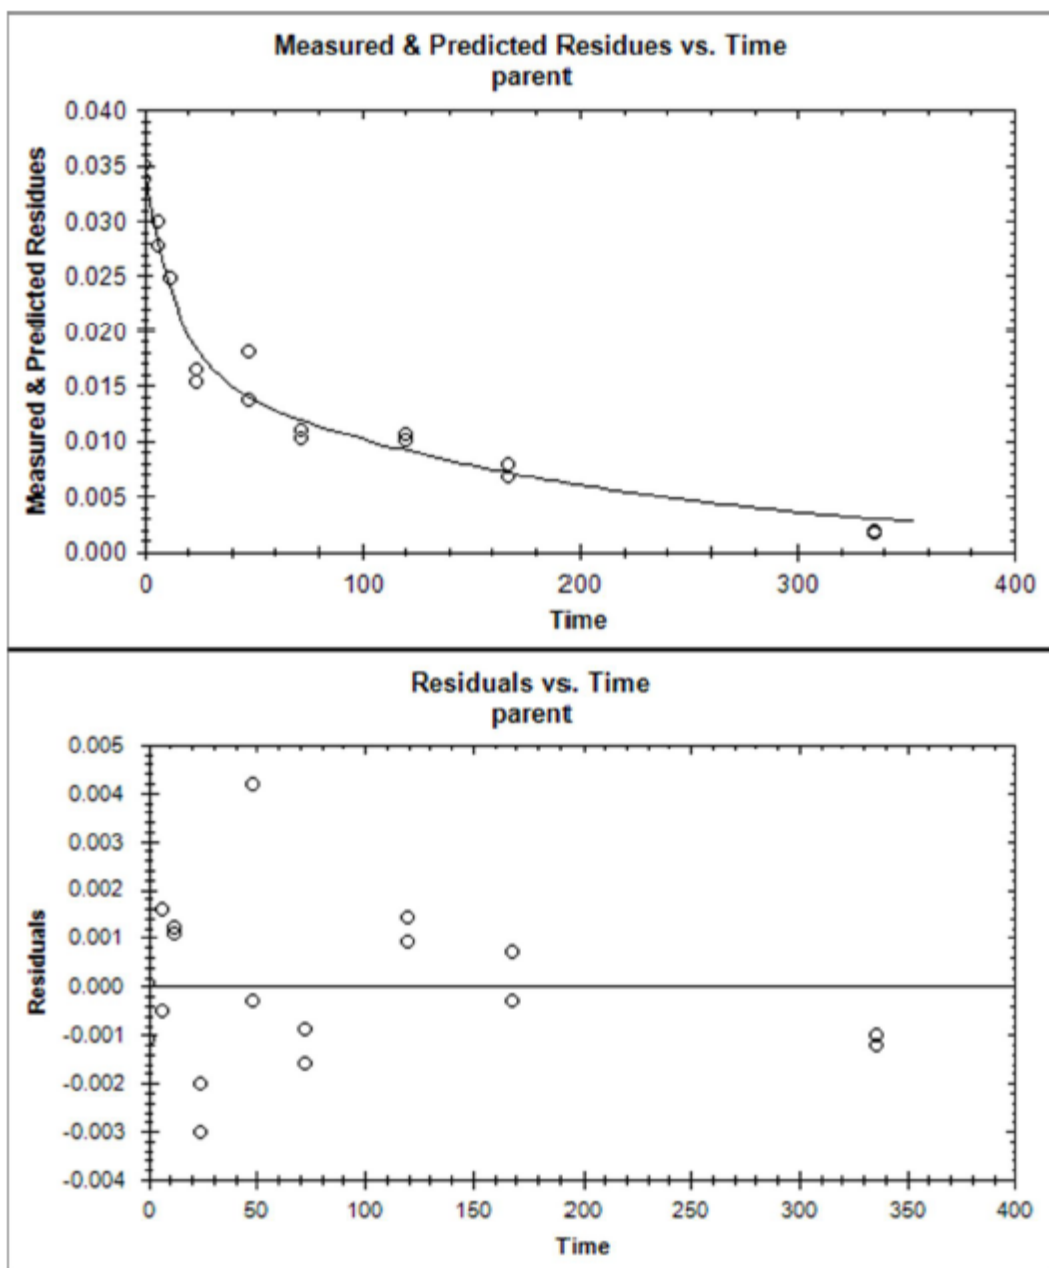 Measured & Predicted Residues vs. Time
parent
0.040
0.035
0.030
0.025
0.020
0.015
0.010
0.005
0.000
Measured & Predicted Residues
0 100 200 300 400
Time
Residuals vs. Time
parent
0.005
0.004
0.003
0.002
0.001
0.000
-0.001
-0.002
-0.003
-0.004
Residuals
0 50 100 150 200 250 300 350 400
Time